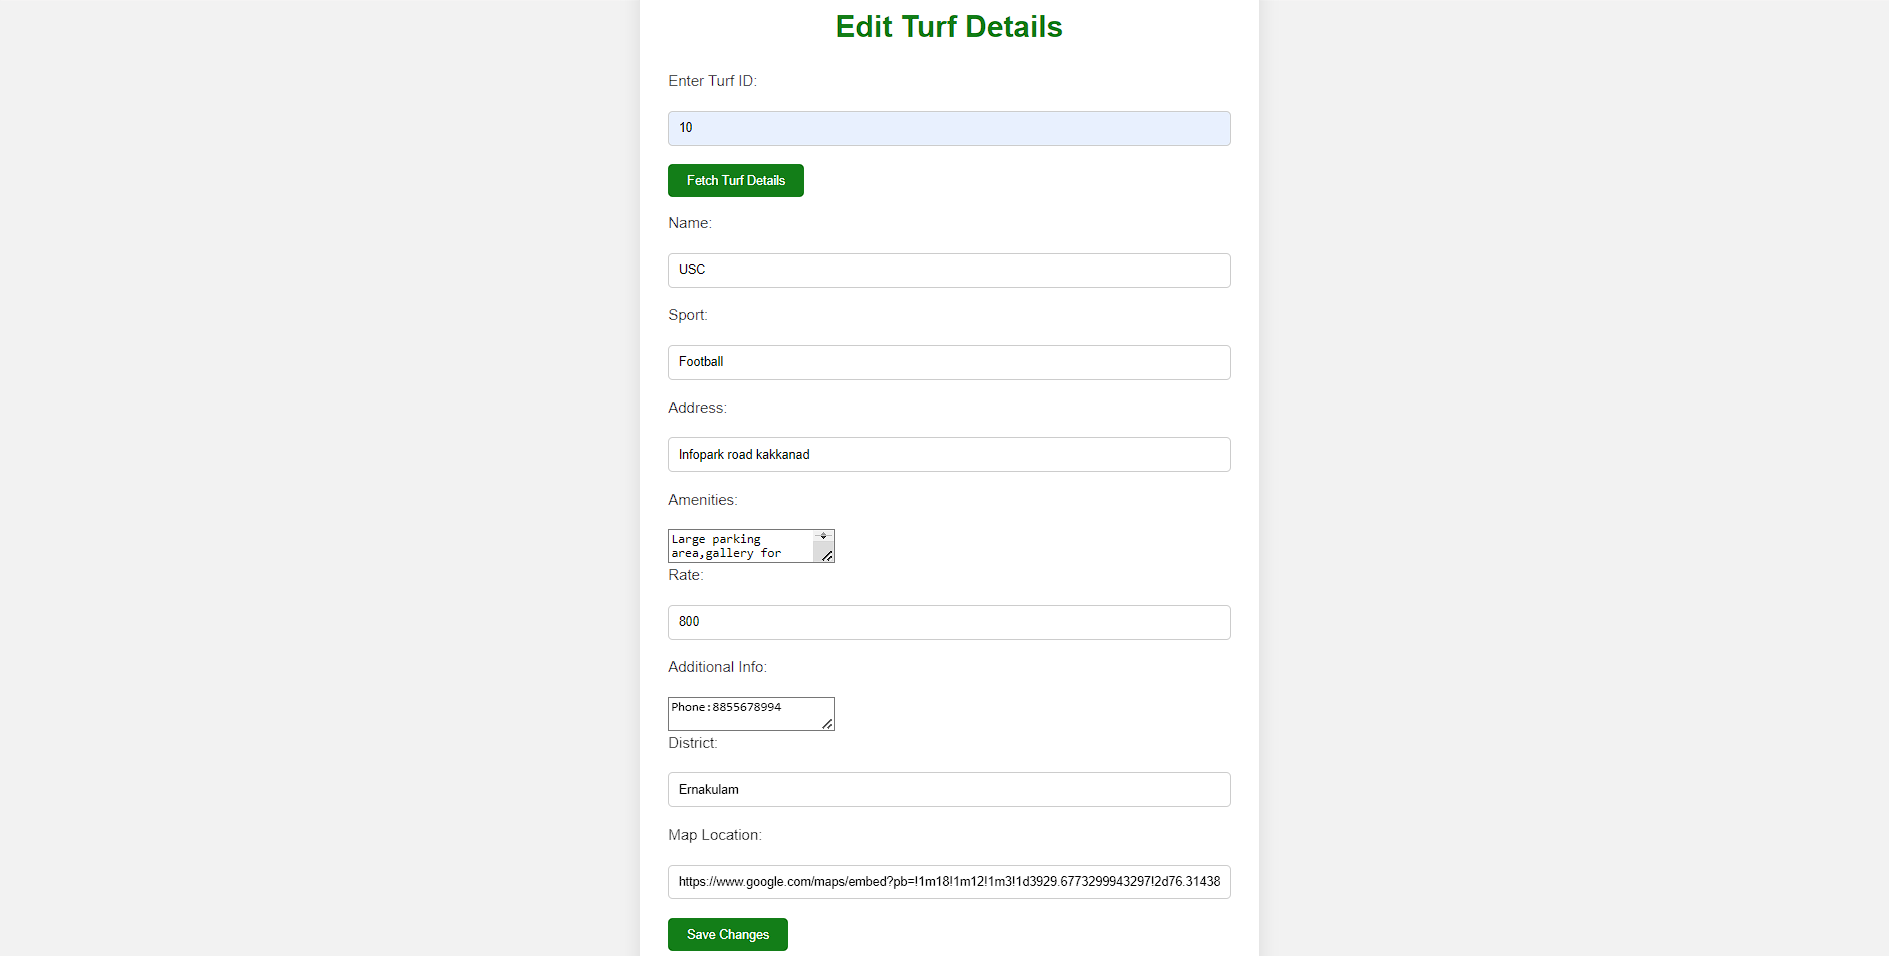 Edit Turf Details
Enter Turf ID:
10
Fetch Turf Details
Name:
USC
Sport:
Football
Address:
Infopark road kakkanad
Amenities:
Large parking
area,gallery for
Rate:
800
Additional Info:
Phone:8855678994
District:
Ernakulam
Map Location:
https://www.google.com/maps/embed?pb=!1m18!1m12!1m3!1d3929.6773299943297!2d76.31438
Save Changes